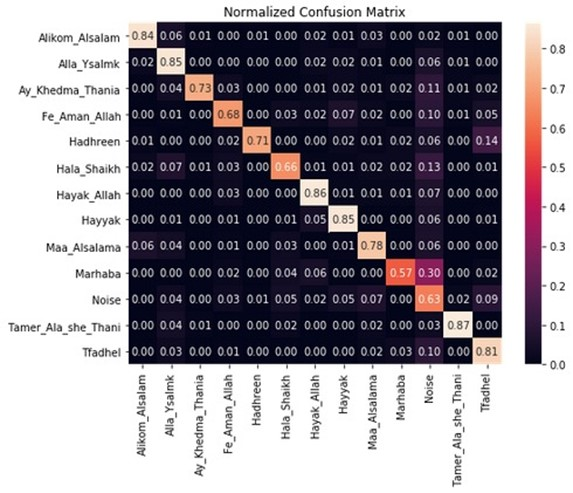 Normalized Confusion Matrix
Alikom_Alsalam 0.84 0.06 0.01 0.00 0.01 0.00 0.02 0.01 0.03 0.00 0.02 0.01 0.00
Alla_Ysalmk 0.02 0.85 0.00 0.00 0.00 0.01 0.01 0.02 0.02 0.00 0.06 0.01 0.00
Ay_Khedma_Thania 0.00 0.04 0.73 0.03 0.00 0.01 0.02 0.00 0.02 0.00 0.11 0.01 0.02
Fe_Aman_Allah 0.00 0.01 0.00 0.68 0.00 0.03 0.02 0.07 0.02 0.00 0.10 0.01 0.05
Hadhreen 0.01 0.00 0.00 0.02 0.71 0.00 0.00 0.02 0.01 0.02 0.06 0.00 0.14
Hala_Shaikh 0.02 0.07 0.01 0.03 0.00 0.66 0.01 0.01 0.02 0.02 0.13 0.00 0.01
Hayak_Allah 0.00 0.00 0.00 0.03 0.00 0.00 0.86 0.01 0.01 0.01 0.07 0.00 0.00
Hayyak 0.00 0.01 0.00 0.01 0.00 0.01 0.05 0.85 0.00 0.00 0.06 0.00 0.01
Maa_Alsalama 0.06 0.04 0.00 0.01 0.00 0.03 0.00 0.01 0.78 0.00 0.06 0.00 0.00
Marhaba 0.00 0.00 0.00 0.02 0.00 0.04 0.06 0.00 0.00 0.57 0.30 0.00 0.02
Noise 0.00 0.04 0.00 0.03 0.01 0.05 0.02 0.05 0.07 0.00 0.63 0.02 0.09
Tamer_Ala_she_Thani 0.00 0.04 0.01 0.00 0.00 0.02 0.00 0.00 0.02 0.00 0.03 0.87 0.00
Tfadhel 0.00 0.03 0.00 0.01 0.00 0.00 0.00 0.00 0.02 0.03 0.10 0.00 0.81
Alikom_Alsalam
Alla_Ysalmk
Ay_Khedma_Thania
Fe_Aman_Allah
Hadhreen
Hala_Shaikh
Hayak_Allah
Hayyak
Maa_Alsalama
Marhaba
Noise
Tamer_Ala_she_Thani
Tfadhel
0.8
0.7
0.6
0.5
0.4
0.3
0.2
0.1
0.0